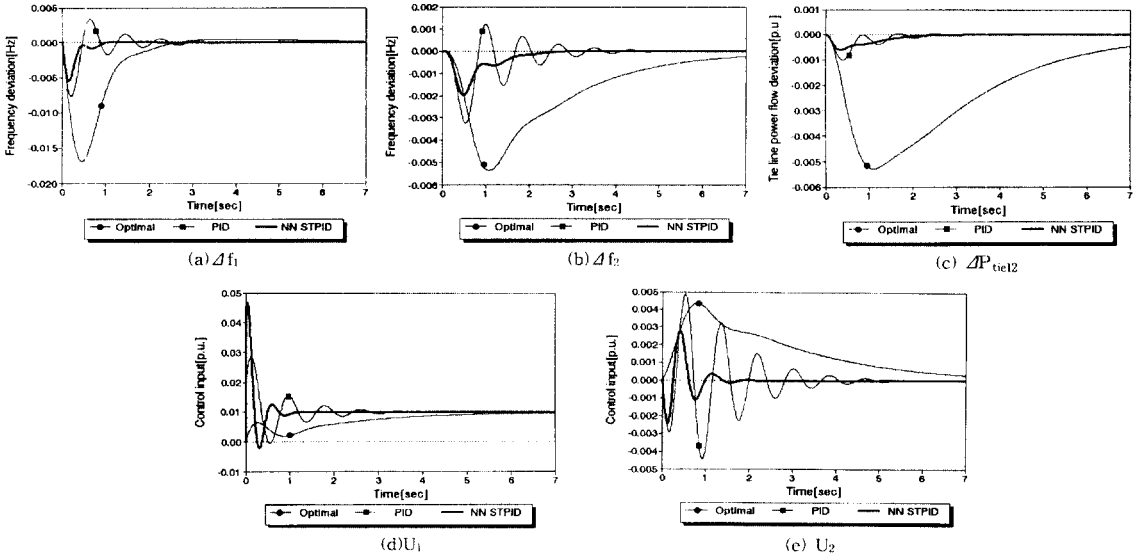 0.005
0.000
-0.005
-0.010
-0.015
-0.020
Frequency deviation[Hz]
0 1 2 3 4 5 6 7
Time[sec]
Optimal PID NN STPID
(a)Δf₁
0.002
0.001
0.000
-0.001
-0.002
-0.003
-0.004
-0.005
-0.006
Frequency deviation[Hz]
0 1 2 3 4 5 6 7
Time[sec]
Optimal PID NN STPID
(b)Δf₂
0.001
0.000
-0.001
-0.002
-0.003
-0.004
-0.005
-0.006
Tie line power flow deviation[p.u]
0 1 2 3 4 5 6 7
Time[sec]
Optimal PID NN STPID
(c) ΔPtie12
0.05
0.04
0.03
0.02
0.01
0.00
-0.01
Control input[p.u.]
0 1 2 3 4 5 6 7
Time[sec]
Optimal PID NN STPID
(d)U₁
0.005
0.004
0.003
0.002
0.001
0.000
-0.001
-0.002
-0.003
-0.004
-0.005
Control input[p.u.]
0 1 2 3 4 5 6 7
Time[sec]
Optimal PID NN STPID
(e) U₂